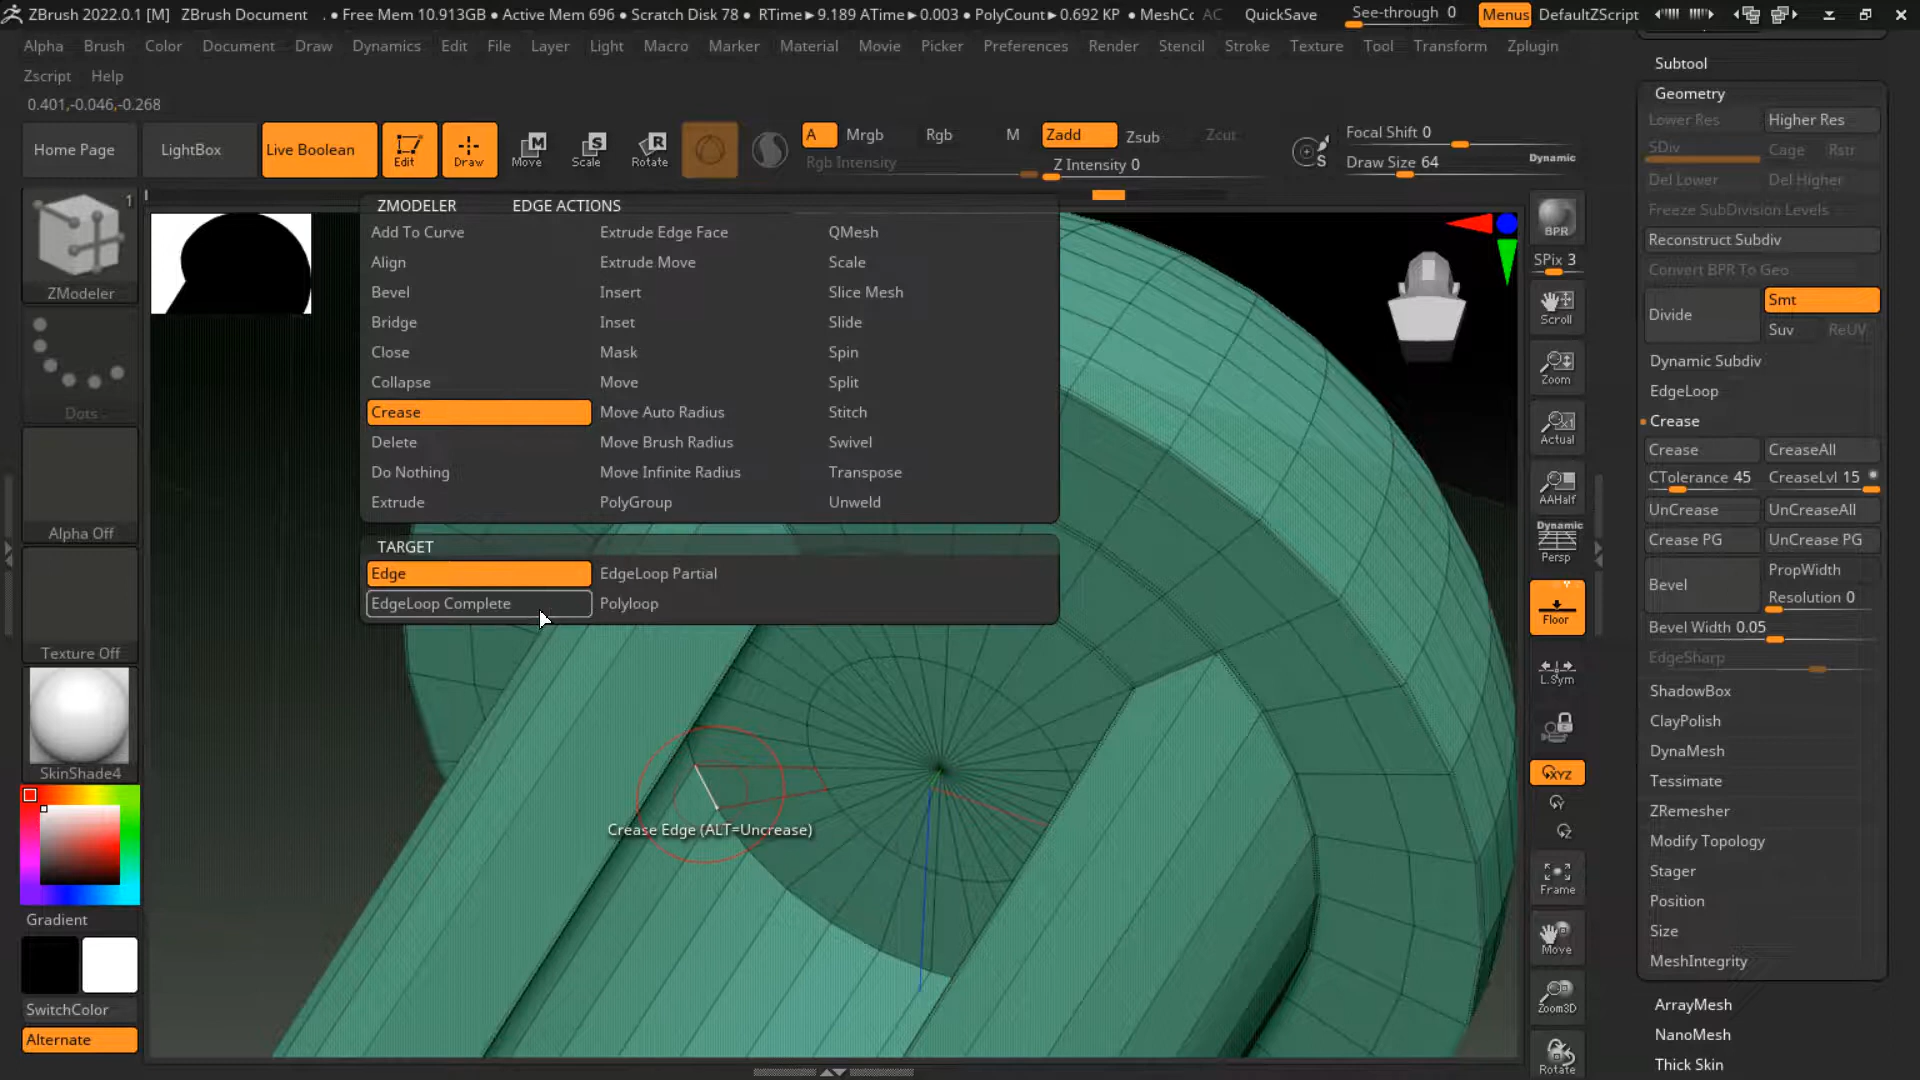 ZBrush 2022.0.1 [M] ZBrush Document . • Free Mem 10.913GB • Active Mem 696 • Scratch Disk 78 • RTime▶9.189 ATime▶0.003 • PolyCount▶0.692 KP • MeshCc AC QuickSave See-through 0 Menus DefaultZScript
Alpha Brush Color Document Draw Dynamics Edit File Layer Light Macro Marker Material Movie Picker Preferences Render Stencil Stroke Texture Tool Transform Zplugin
Zscript Help
0.401,-0.046,-0.268
Home Page LightBox Live Boolean Edit Draw Move Scale Rotate
A Mrgb Rgb M Zadd Zsub Zcut
Rgb Intensity Z Intensity 0
Focal Shift 0
Draw Size 64 Dynamic
1
ZModeler
Dots
Alpha Off
Texture Off
SkinShade4
Gradient
SwitchColor
Alternate
ZMODELER EDGE ACTIONS
Add To Curve Extrude Edge Face QMesh
Align Extrude Move Scale
Bevel Insert Slice Mesh
Bridge Inset Slide
Close Mask Spin
Collapse Move Split
Crease Move Auto Radius Stitch
Delete Move Brush Radius Swivel
Do Nothing Move Infinite Radius Transpose
Extrude PolyGroup Unweld
TARGET
Edge EdgeLoop Partial
EdgeLoop Complete Polyloop
Crease Edge (ALT=Uncrease)
BPR
SPix 3
Scroll
Zoom
Actual
AAHalf
Dynamic
Persp
Floor
L.Sym
XYZ
Y
Z
Frame
Move
Zoom3D
Rotate
Subtool
Geometry
Lower Res Higher Res
SDiv Cage Rstr
Del Lower Del Higher
Freeze SubDivision Levels
Reconstruct Subdiv
Convert BPR To Geo
Divide Smt
Suv ReUV
Dynamic Subdiv
EdgeLoop
Crease
Crease CreaseAll
CTolerance 45 CreaseLvl 15
UnCrease UnCreaseAll
Crease PG UnCrease PG
Bevel PropWidth
Resolution 0
Bevel Width 0.05
EdgeSharp
ShadowBox
ClayPolish
DynaMesh
Tessimate
ZRemesher
Modify Topology
Stager
Position
Size
MeshIntegrity
ArrayMesh
NanoMesh
Thick Skin